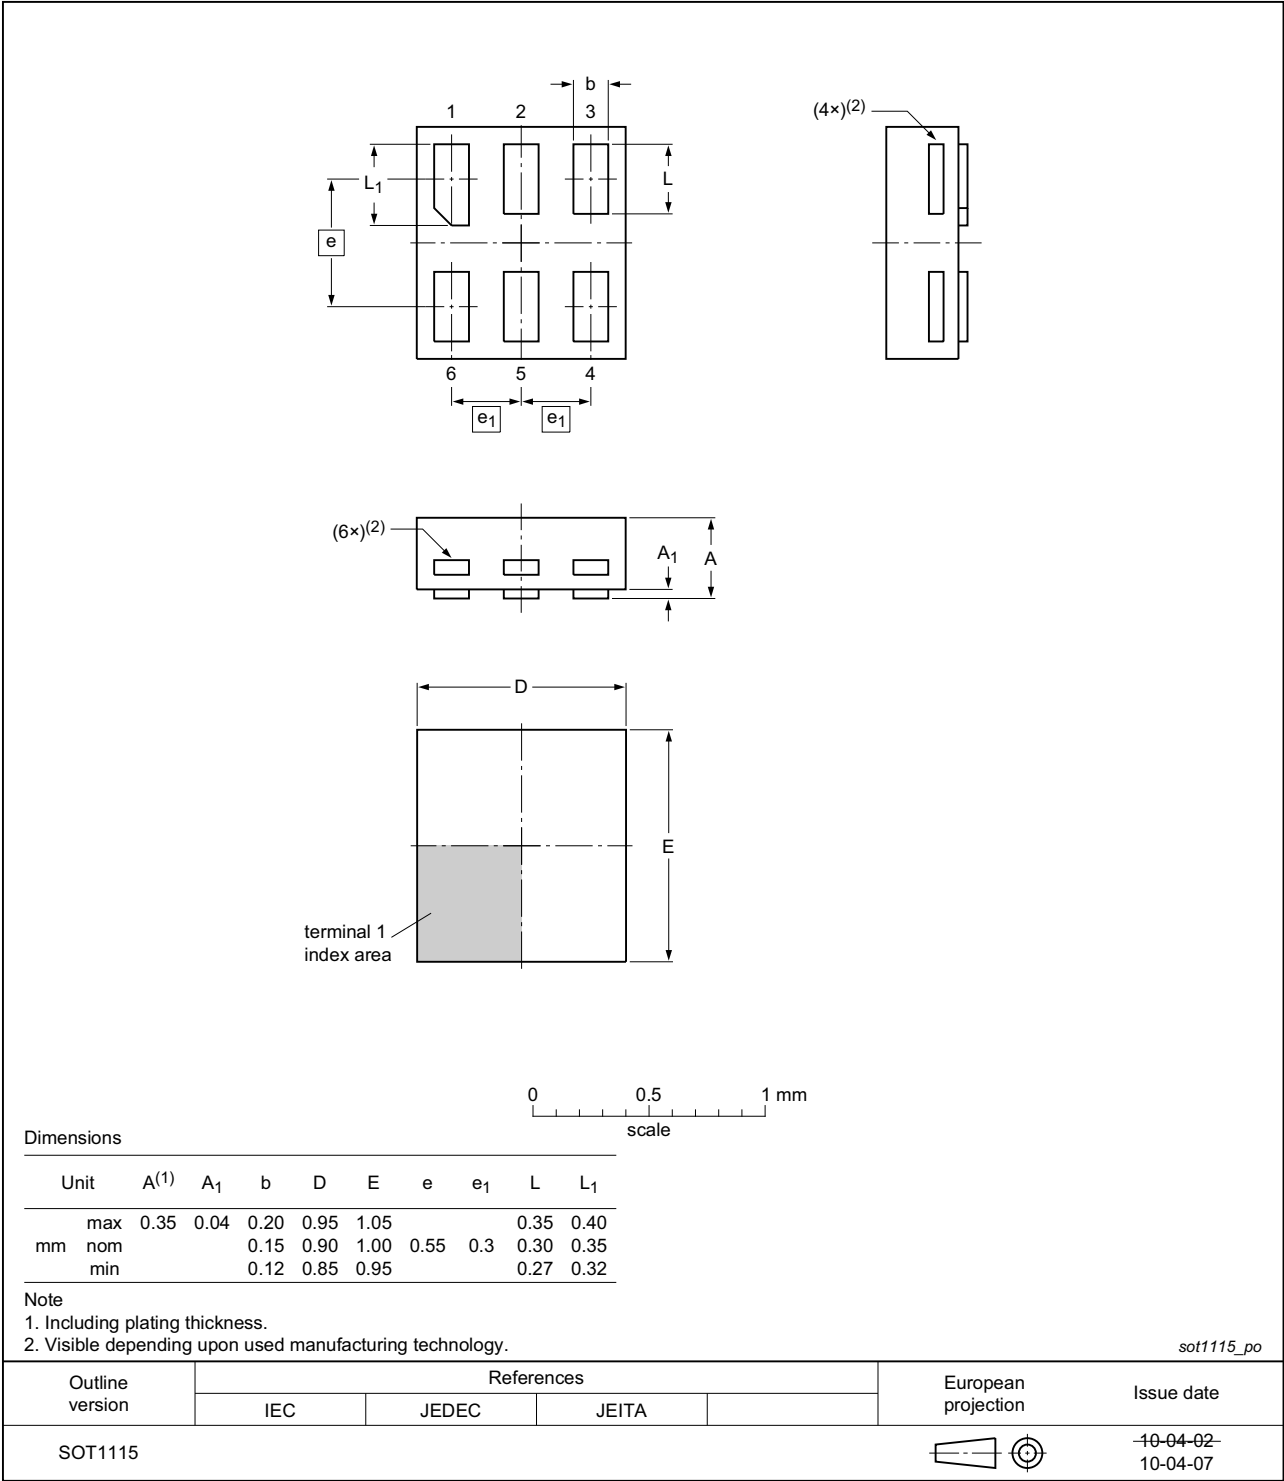 b
1 2 3
(4×)(2)
L1
L
e
6 5 4
e1 e1
(6×)(2)
A1 A
D
E
terminal 1
index area
0 0.5 1 mm
scale
Dimensions
Unit A(1) A1 b D E e e1 L L1
max 0.35 0.04 0.20 0.95 1.05 0.35 0.40
mm nom 0.15 0.90 1.00 0.55 0.3 0.30 0.35
min 0.12 0.85 0.95 0.27 0.32
Note
1. Including plating thickness.
2. Visible depending upon used manufacturing technology.
sot1115_po
Outline version References European projection Issue date
IEC JEDEC JEITA
SOT1115 10-04-02
10-04-07